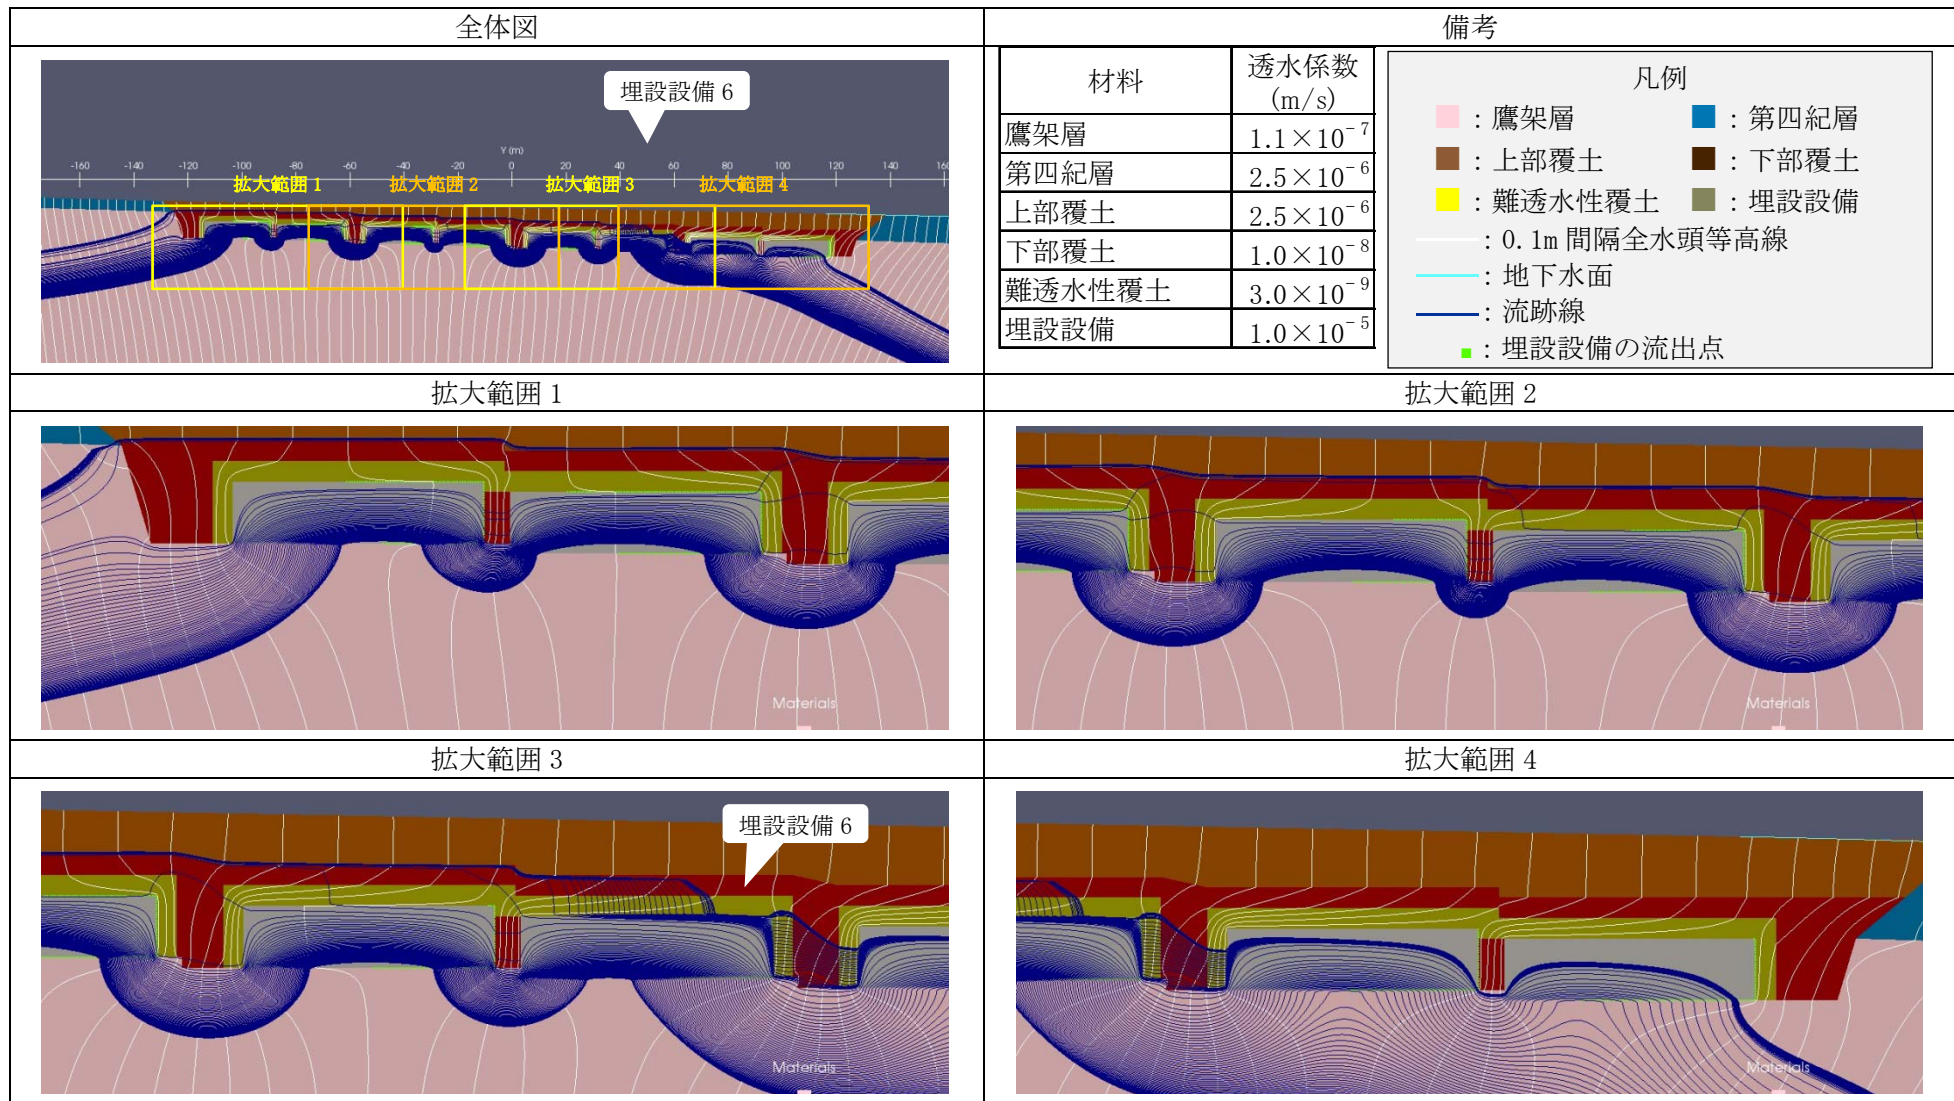 全体図
備考
埋設設備 6
Y (m)
-160 -140 -120 -100 -80 -60 -40 -20 0 20 40 60 80 100 120 140 160
拡大範囲 1 拡大範囲 2 拡大範囲 3 拡大範囲 4
材料 透水係数
(m/s)
鷹架層 1.1×10⁻⁷
第四紀層 2.5×10⁻⁶
上部覆土 2.5×10⁻⁶
下部覆土 1.0×10⁻⁸
難透水性覆土 3.0×10⁻⁹
埋設設備 1.0×10⁻⁵
凡例
：鷹架層 ：第四紀層
：上部覆土 ：下部覆土
：難透水性覆土 ：埋設設備
：0.1m 間隔全水頭等高線
：地下水面
：流跡線
：埋設設備の流出点
拡大範囲 1
拡大範囲 2
Materials
Materials
拡大範囲 3
拡大範囲 4
埋設設備 6
Materials
Materials